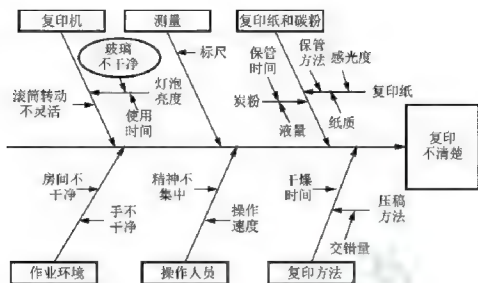 复印机
测量
复印纸和碳粉
玻璃
不干净
标尺
保管
时间
保管
方法
感光度
滚筒转动
不灵活
灯泡
亮度
使用
时间
炭粉
液量
复印纸
纸质
复印
不清楚
房间不
干净
手不
干净
精神不
集中
操作
速度
干燥
时间
压稿
方法
交错量
作业环境
操作人员
复印方法